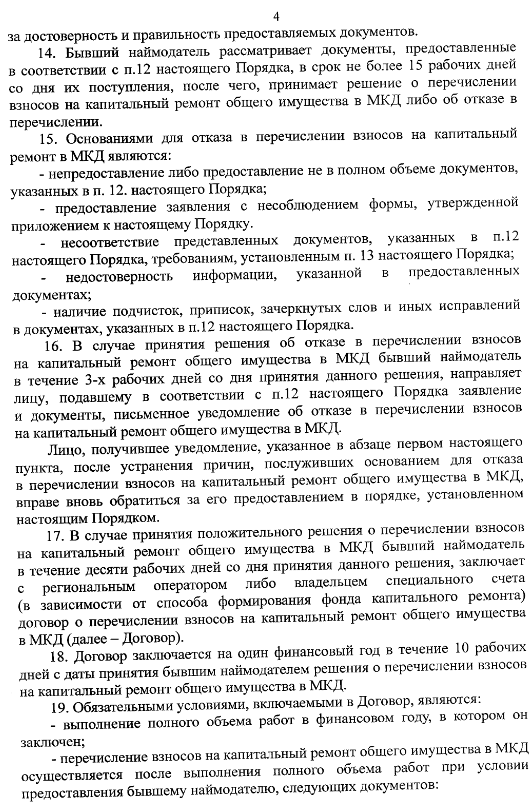 4
за достоверность и правильность предоставляемых документов.
14. Бывший наймодатель рассматривает документы, предоставленные
в соответствии с п.12 настоящего Порядка, в срок не более 15 рабочих дней
со дня их поступления, после чего, принимает решение о перечислении
взносов на капитальный ремонт общего имущества в МКД либо об отказе в
перечислении.
15. Основаниями для отказа в перечислении взносов на капитальный
ремонт в МКД являются:
- непредоставление либо предоставление не в полном объеме документов,
указанных в п. 12. настоящего Порядка;
- предоставление заявления с несоблюдением формы, утвержденной
приложением к настоящему Порядку.
- несоответствие представленных документов, указанных в п.12
настоящего Порядка, требованиям, установленным п. 13 настоящего Порядка;
- недостоверность информации, указанной в предоставленных
документах;
- наличие подчисток, приписок, зачеркнутых слов и иных исправлений
в документах, указанных в п.12 настоящего Порядка.
16. В случае принятия решения об отказе в перечислении взносов
на капитальный ремонт общего имущества в МКД бывший наймодатель
в течение 3-х рабочих дней со дня принятия данного решения, направляет
лицу, подавшему в соответствии с п.12 настоящего Порядка заявление
и документы, письменное уведомление об отказе в перечислении взносов
на капитальный ремонт общего имущества в МКД.
Лицо, получившее уведомление, указанное в абзаце первом настоящего
пункта, после устранения причин, послуживших основанием для отказа
в перечислении взносов на капитальный ремонт общего имущества в МКД,
вправе вновь обратиться за его предоставлением в порядке, установленном
настоящим Порядком.
17. В случае принятия положительного решения о перечислении взносов
на капитальный ремонт общего имущества в МКД бывший наймодатель
в течение десяти рабочих дней со дня принятия данного решения, заключает
с региональным оператором либо владельцем специального счета
(в зависимости от способа формирования фонда капитального ремонта)
договор о перечислении взносов на капитальный ремонт общего имущества
в МКД (далее – Договор).
18. Договор заключается на один финансовый год в течение 10 рабочих
дней с даты принятия бывшим наймодателем решения о перечислении взносов
на капитальный ремонт общего имущества в МКД.
19. Обязательными условиями, включаемыми в Договор, являются:
- выполнение полного объема работ в финансовом году, в котором он
заключен;
- перечисление взносов на капитальный ремонт общего имущества в МКД
осуществляется после выполнения полного объема работ при условии
предоставления бывшему наймодателю, следующих документов: